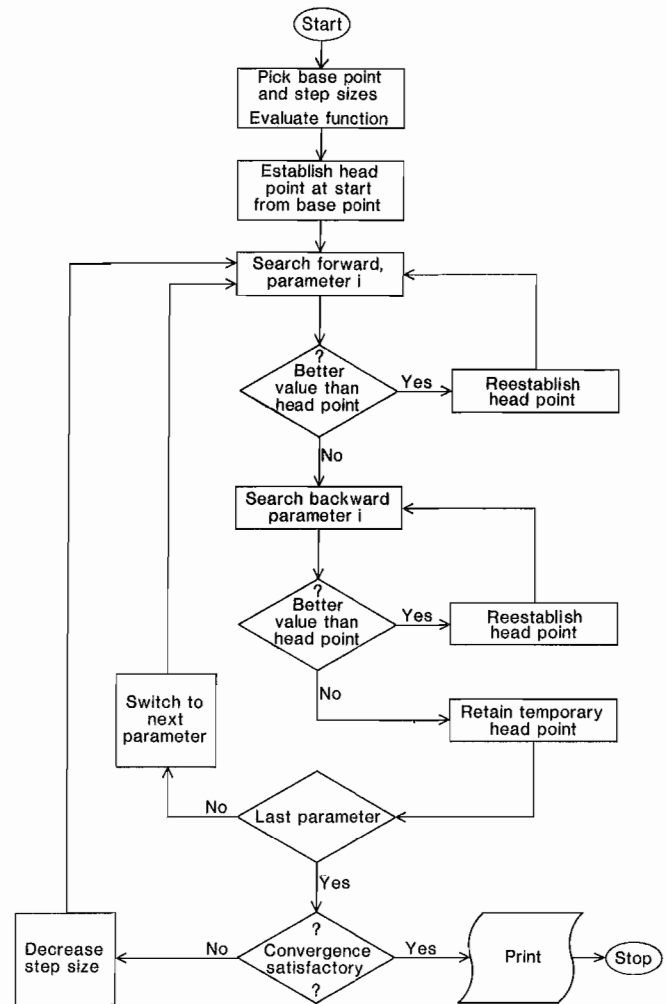 Start
Pick base point
and step sizes
Evaluate function
Establish head
point at start
from base point
Search forward,
parameter i
?
Better
value than
head point
Yes
Reestablish
head point
No
Search backward
parameter i
?
Better
value than
head point
Yes
Reestablish
head point
No
Retain temporary
head point
Switch to
next
parameter
No
Last parameter
Yes
Decrease
step size
No
?
Convergence
satisfactory
?
Yes
Print
Stop